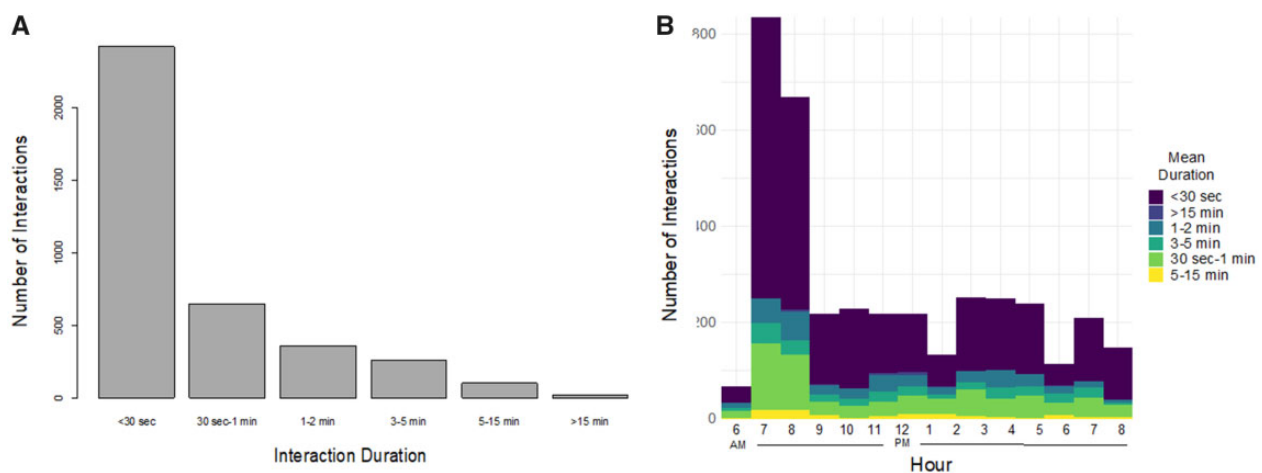 A
Number of Interactions
2000
1500
1000
500
0
<30 sec 30 sec-1 min 1-2 min 3-5 min 5-15 min >15 min
Interaction Duration
B
Number of Interactions
800
600
400
200
0
6 7 8 9 10 11 12 1 2 3 4 5 6 7 8
AM PM
Hour
Mean
Duration
<30 sec
>15 min
1-2 min
3-5 min
30 sec-1 min
5-15 min